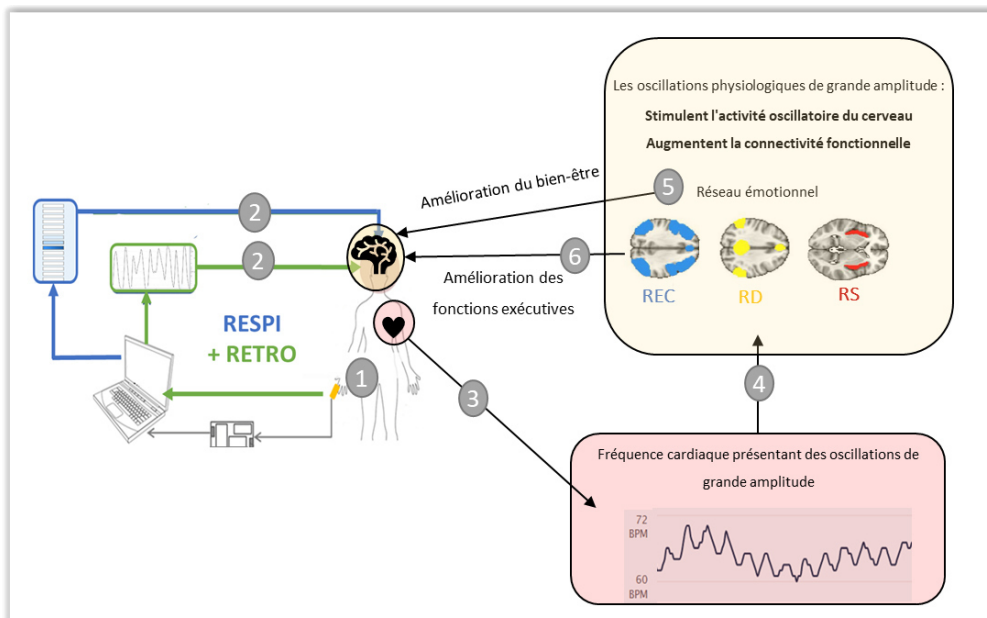 Les oscillations physiologiques de grande amplitude :
Stimulent l'activité oscillatoire du cerveau
Augmentent la connectivité fonctionnelle
5
Réseau émotionnel
REC
RD
RS
Amélioration du bien-être
6
Amélioration des
fonctions exécutives
2
2
RESPI
+ RETRO
1
3
4
Fréquence cardiaque présentant des oscillations de
grande amplitude
72
BPM
60
BPM